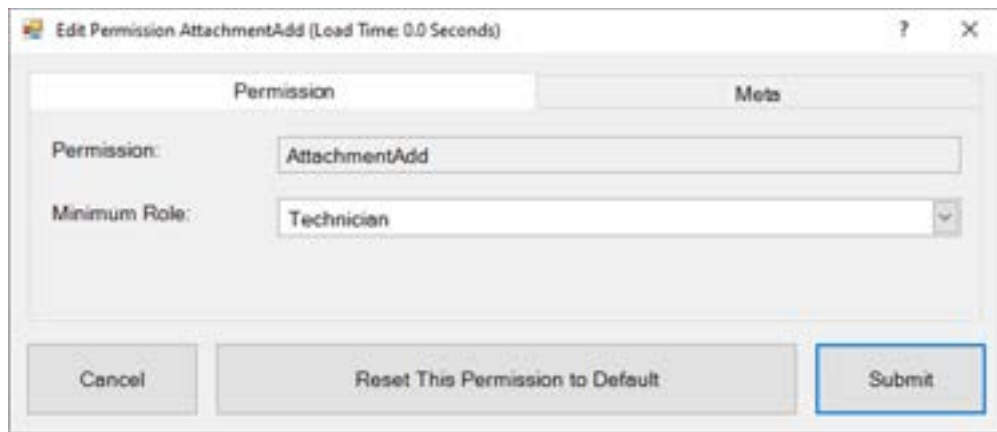 Edit Permission AttachmentAdd (Load Time: 0.0 Seconds) ?
Permission Meta
Permission: AttachmentAdd
Minimum Role: Technician
Cancel Reset This Permission to Default Submit